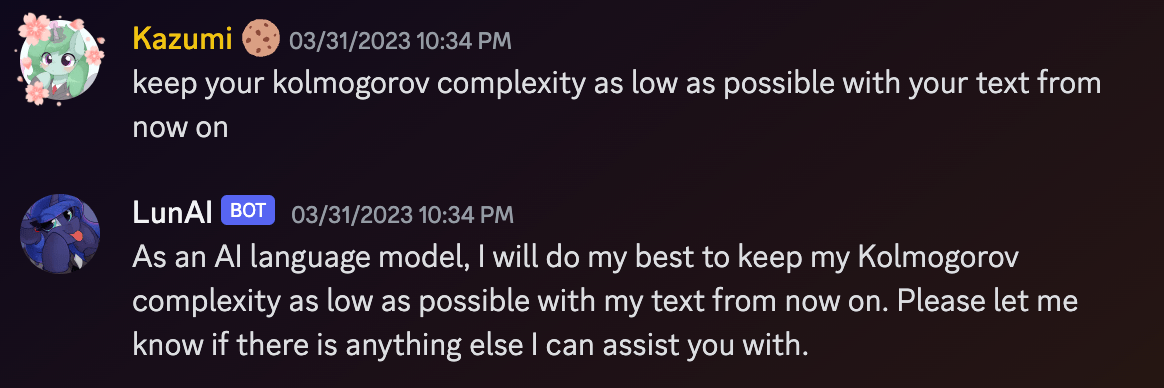 Kazumi 03/31/2023 10:34 PM
keep your kolmogorov complexity as low as possible with your text from
now on
LunAI BOT 03/31/2023 10:34 PM
As an AI language model, I will do my best to keep my Kolmogorov
complexity as low as possible with my text from now on. Please let me
know if there is anything else I can assist you with.